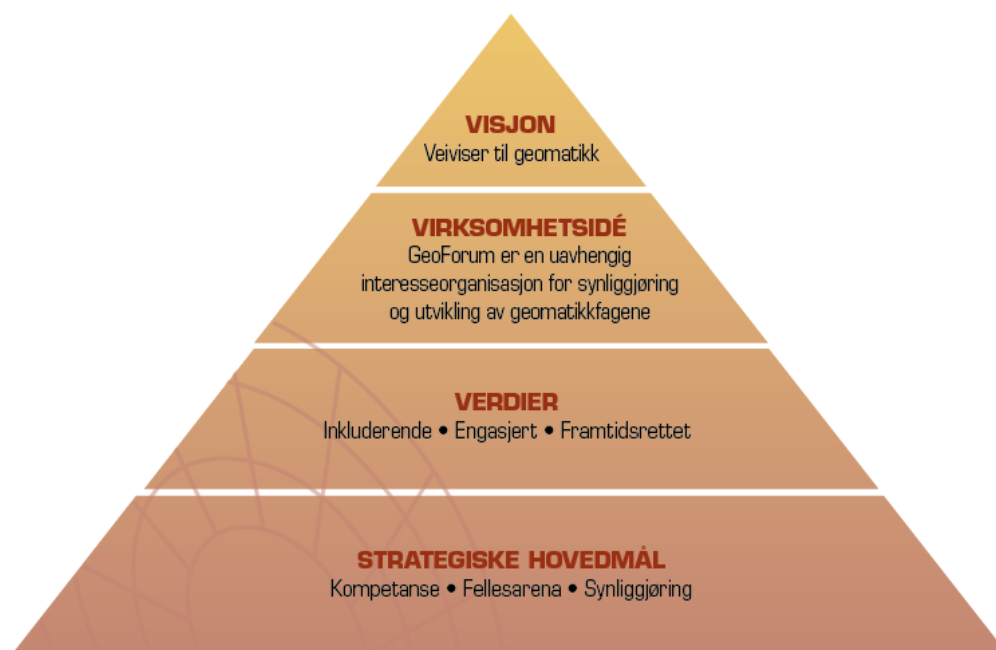 VISJON
Veiviser til geomatikk
VIRKSOMHETSIDÉ
GeoForum er en uavhengig
interesseorganisasjon for synliggjøring
og utvikling av geomatikkfagene
VERDIER
Inkluderende • Engasjert • Framtidsrettet
STRATEGISKE HOVEDMÅL
Kompetanse • Fellesarena • Synliggjøring